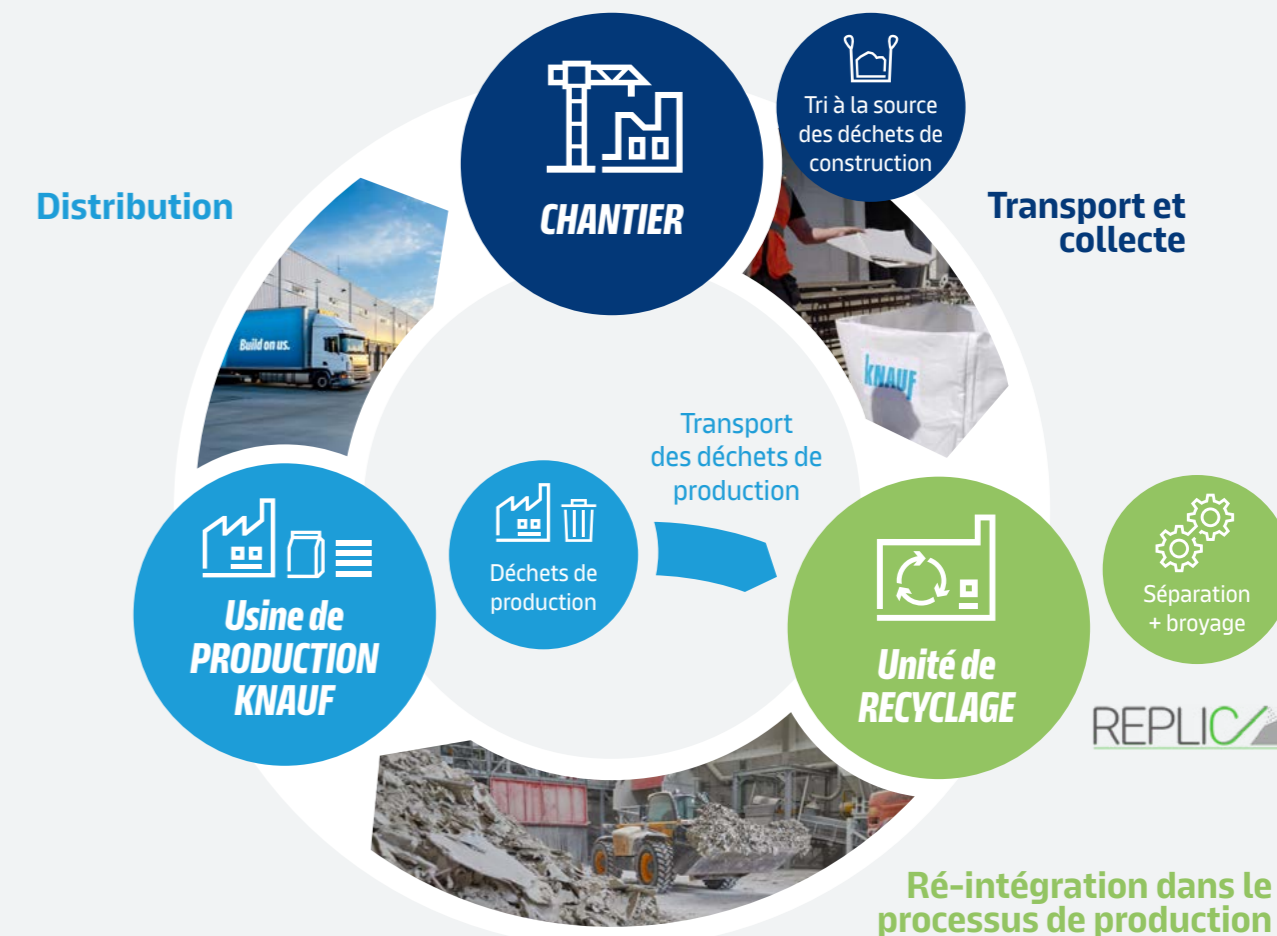 Tri à la source
des déchets de
construction
CHANTIER
Distribution
Transport et
collecte
Build on us.
KNAUF
Transport
des déchets de
production
Déchets de
production
Usine de
PRODUCTION
KNAUF
Unité de
RECYCLAGE
Séparation
+ broyage
REPLIC
Ré-intégration dans le
processus de production